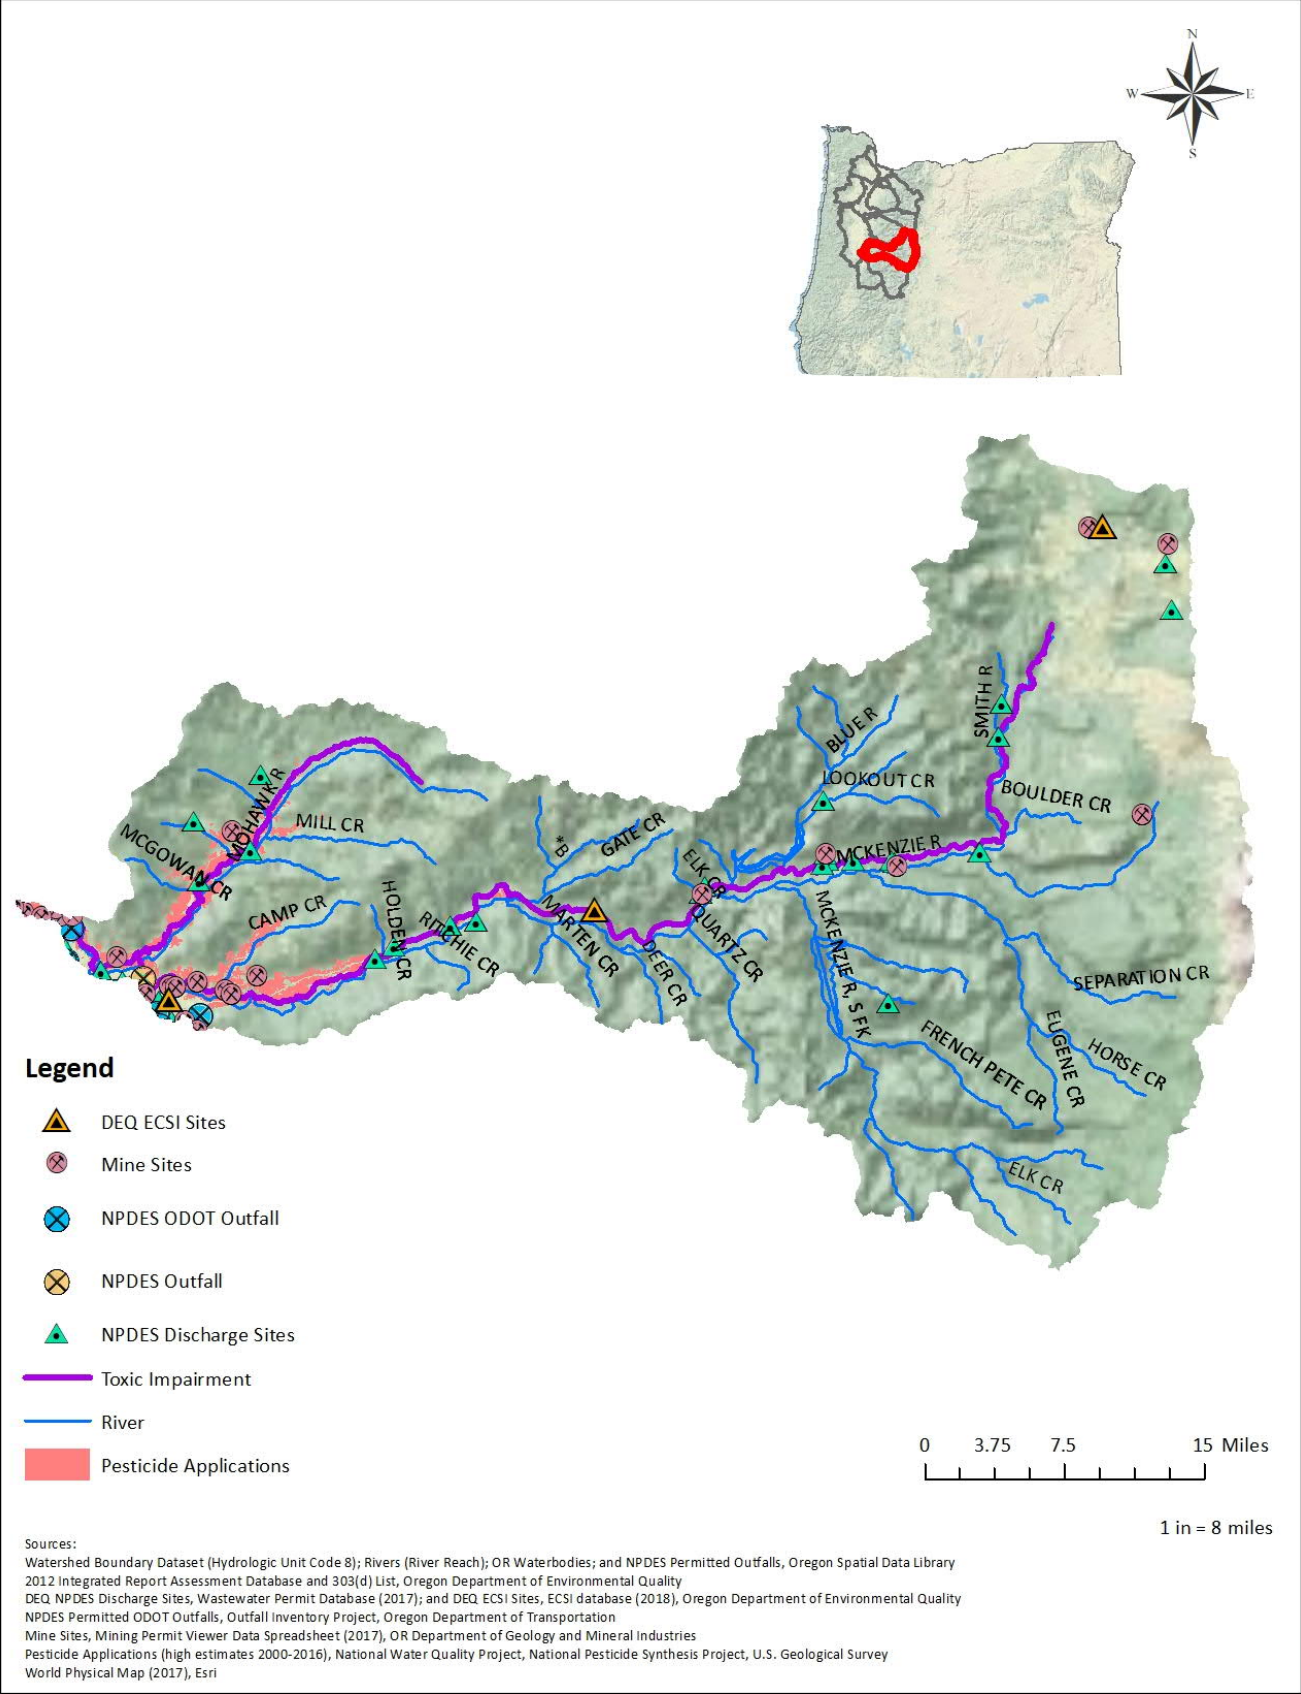 N
W
E
S
SMITH R
BLUE R
LOOKOUT CR
BOULDER CR
MOHAWK R
MILL CR
MCGOWAN CR
*B
GATE CR
ELK CR
MCKENZIE R
CAMP CR
HOLDEN CR
RITCHIE CR
MARTEN CR
DEER CR
QUARTZ CR
MCKENZIE R, S FK
SEPARATION CR
FRENCH PETE CR
EUGENE CR
HORSE CR
ELK CR
Legend
DEQ ECSI Sites
Mine Sites
NPDES ODOT Outfall
NPDES Outfall
NPDES Discharge Sites
Toxic Impairment
River
Pesticide Applications
0 3.75 7.5 15 Miles
1 in = 8 miles
Sources:
Watershed Boundary Dataset (Hydrologic Unit Code 8); Rivers (River Reach); OR Waterbodies; and NPDES Permitted Outfalls, Oregon Spatial Data Library
2012 Integrated Report Assessment Database and 303(d) List, Oregon Department of Environmental Quality
DEQ NPDES Discharge Sites, Wastewater Permit Database (2017); and DEQ ECSI Sites, ECSI database (2018), Oregon Department of Environmental Quality
NPDES Permitted ODOT Outfalls, Outfall Inventory Project, Oregon Department of Transportation
Mine Sites, Mining Permit Viewer Data Spreadsheet (2017), OR Department of Geology and Mineral Industries
Pesticide Applications (high estimates 2000-2016), National Water Quality Project, National Pesticide Synthesis Project, U.S. Geological Survey
World Physical Map (2017), Esri